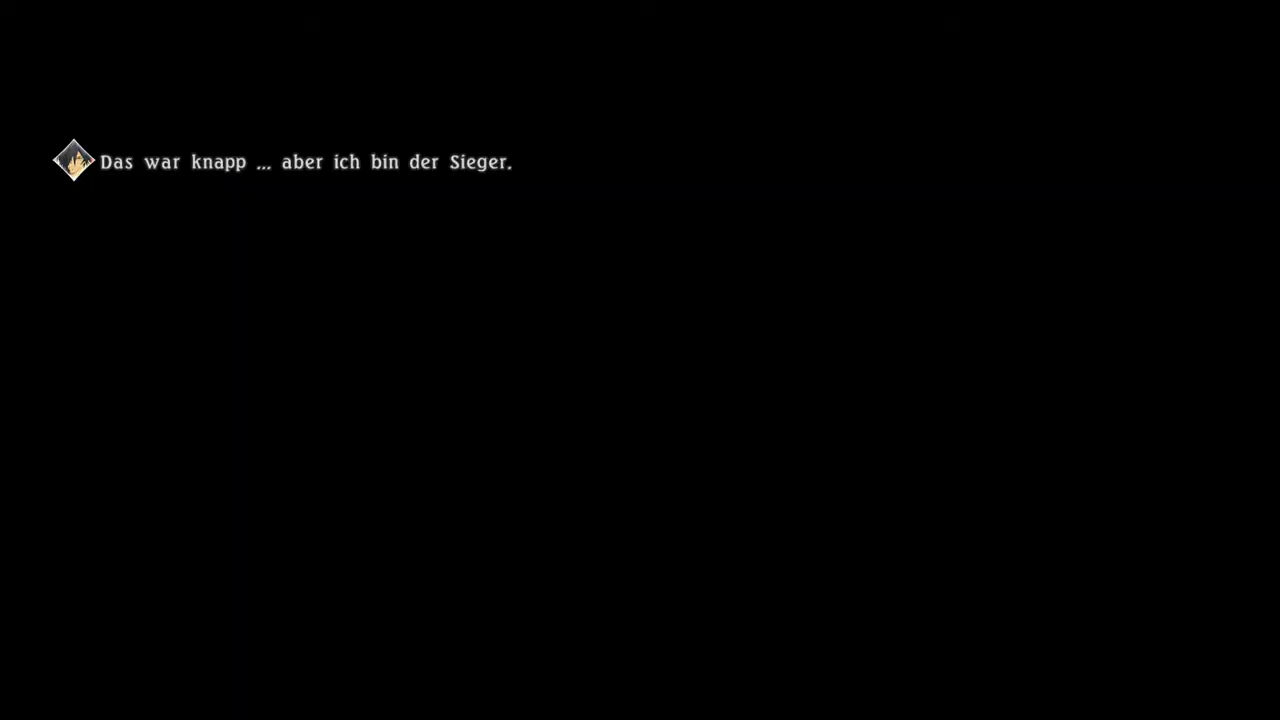 Das war knapp ... aber ich bin der Sieger.